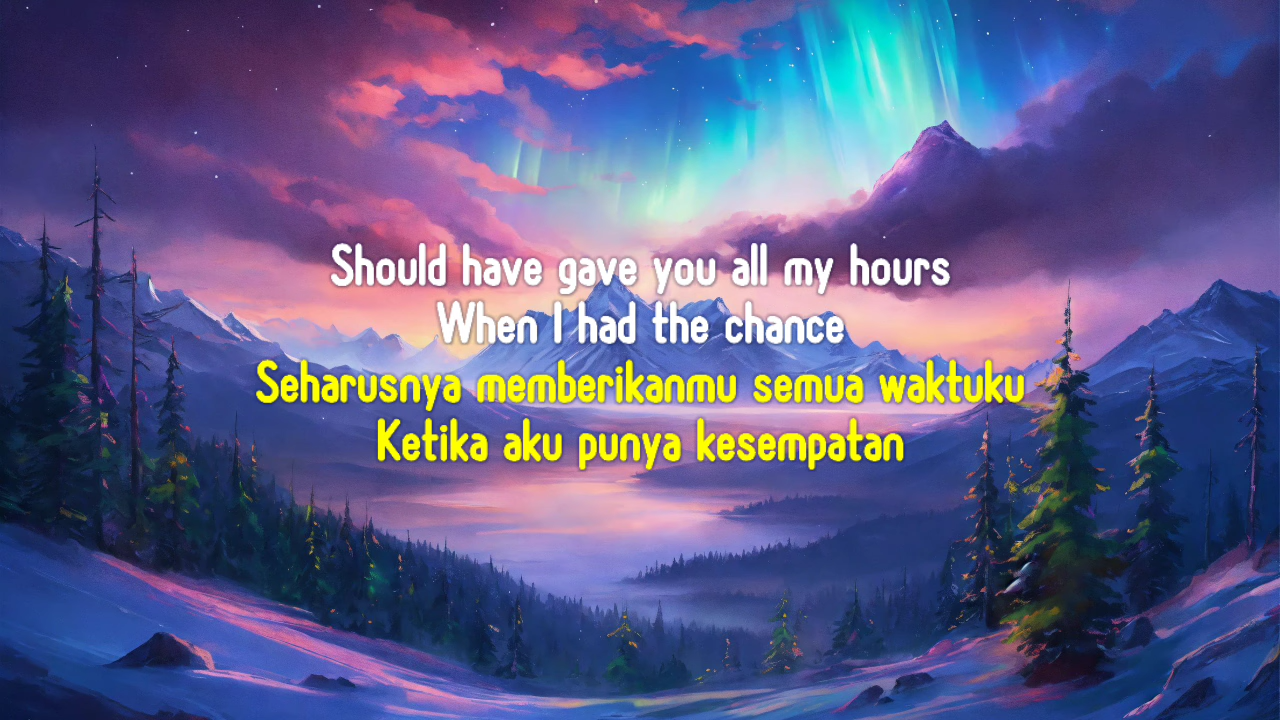 Should have gave you all my hours
When I had the chance
Seharusnya memberikanmu semua waktuku
Ketika aku punya kesempatan